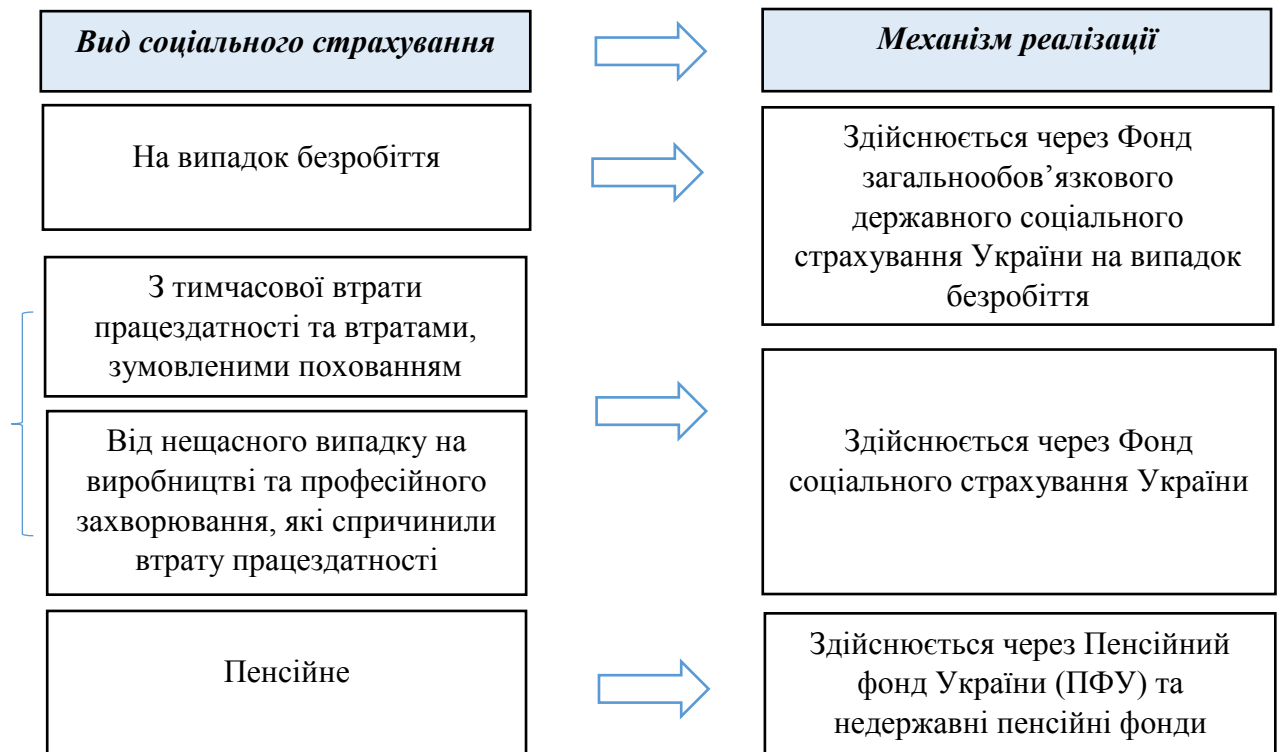 Вид соціального страхування
Механізм реалізації
На випадок безробіття
Здійснюється через Фонд
загальнообов’язкового
державного соціального
страхування України на випадок
безробіття
З тимчасової втрати
працездатності та втратами,
зумовленими похованням
Від нещасного випадку на
виробництві та професійного
захворювання, які спричинили
втрату працездатності
Здійснюється через Фонд
соціального страхування України
Пенсійне
Здійснюється через Пенсійний
фонд України (ПФУ) та
недержавні пенсійні фонди